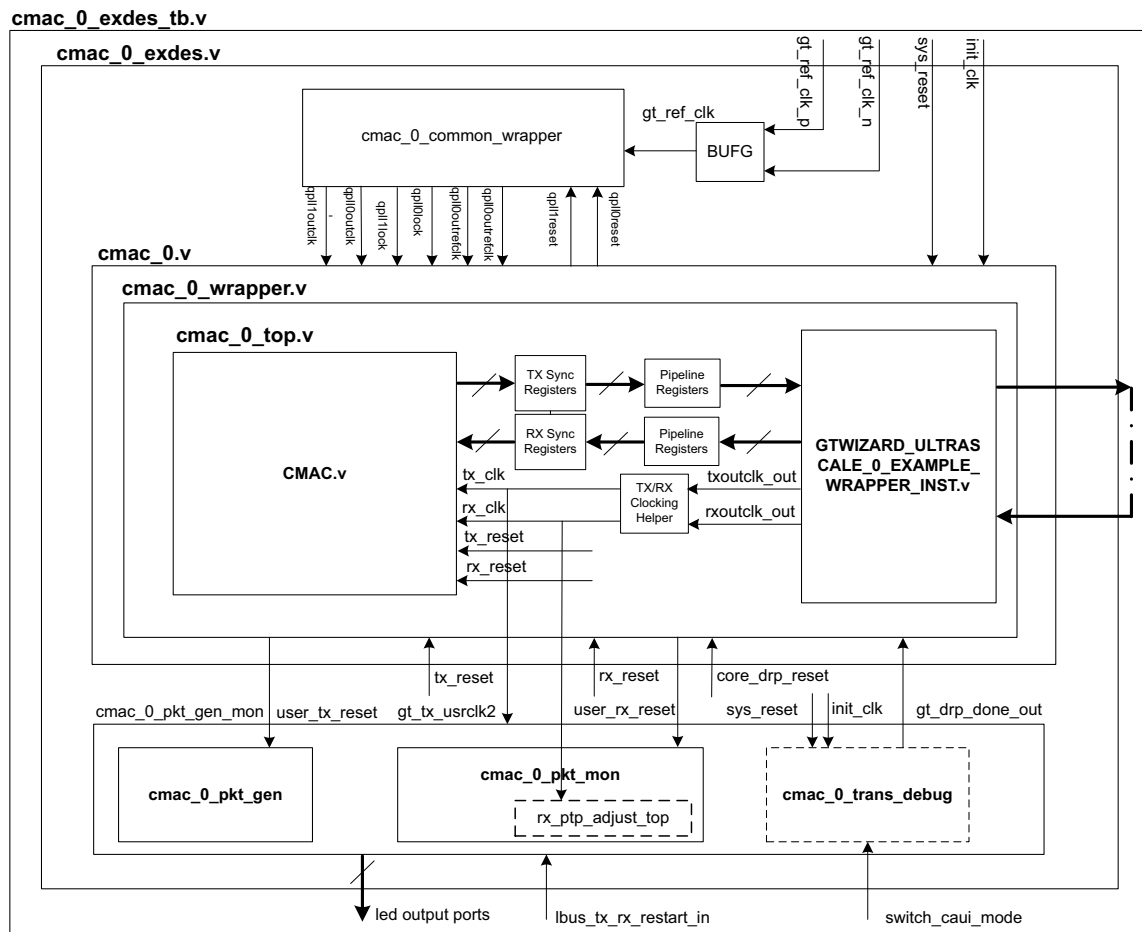 cmac_0_exdes_tb.v
cmac_0_exdes.v
gt_ref_clk_p
gt_ref_clk_n
sys_reset
init_clk
cmac_0_common_wrapper
gt_ref_clk
BUFG
qpll1outclk
-
qpll0outclk
qpll1lock
qpll0lock
qpll0outrefclk
qpll0outrefclk
qpll1reset
qpll0reset
cmac_0.v
cmac_0_wrapper.v
cmac_0_top.v
CMAC.v
TX Sync
Registers
Pipeline
Registers
RX Sync
Registers
Pipeline
Registers
GTWIZARD_ULTRAS
CALE_0_EXAMPLE_
WRAPPER_INST.v
tx_clk
rx_clk
tx_reset
rx_reset
TX/RX
Clocking
Helper
txoutclk_out
rxoutclk_out
tx_reset
rx_reset
core_drp_reset
cmac_0_pkt_gen_mon
user_tx_reset
gt_tx_usrclk2
user_rx_reset
sys_reset
init_clk
gt_drp_done_out
cmac_0_pkt_gen
cmac_0_pkt_mon
rx_ptp_adjust_top
cmac_0_trans_debug
led output ports
lbus_tx_rx_restart_in
switch_caui_mode